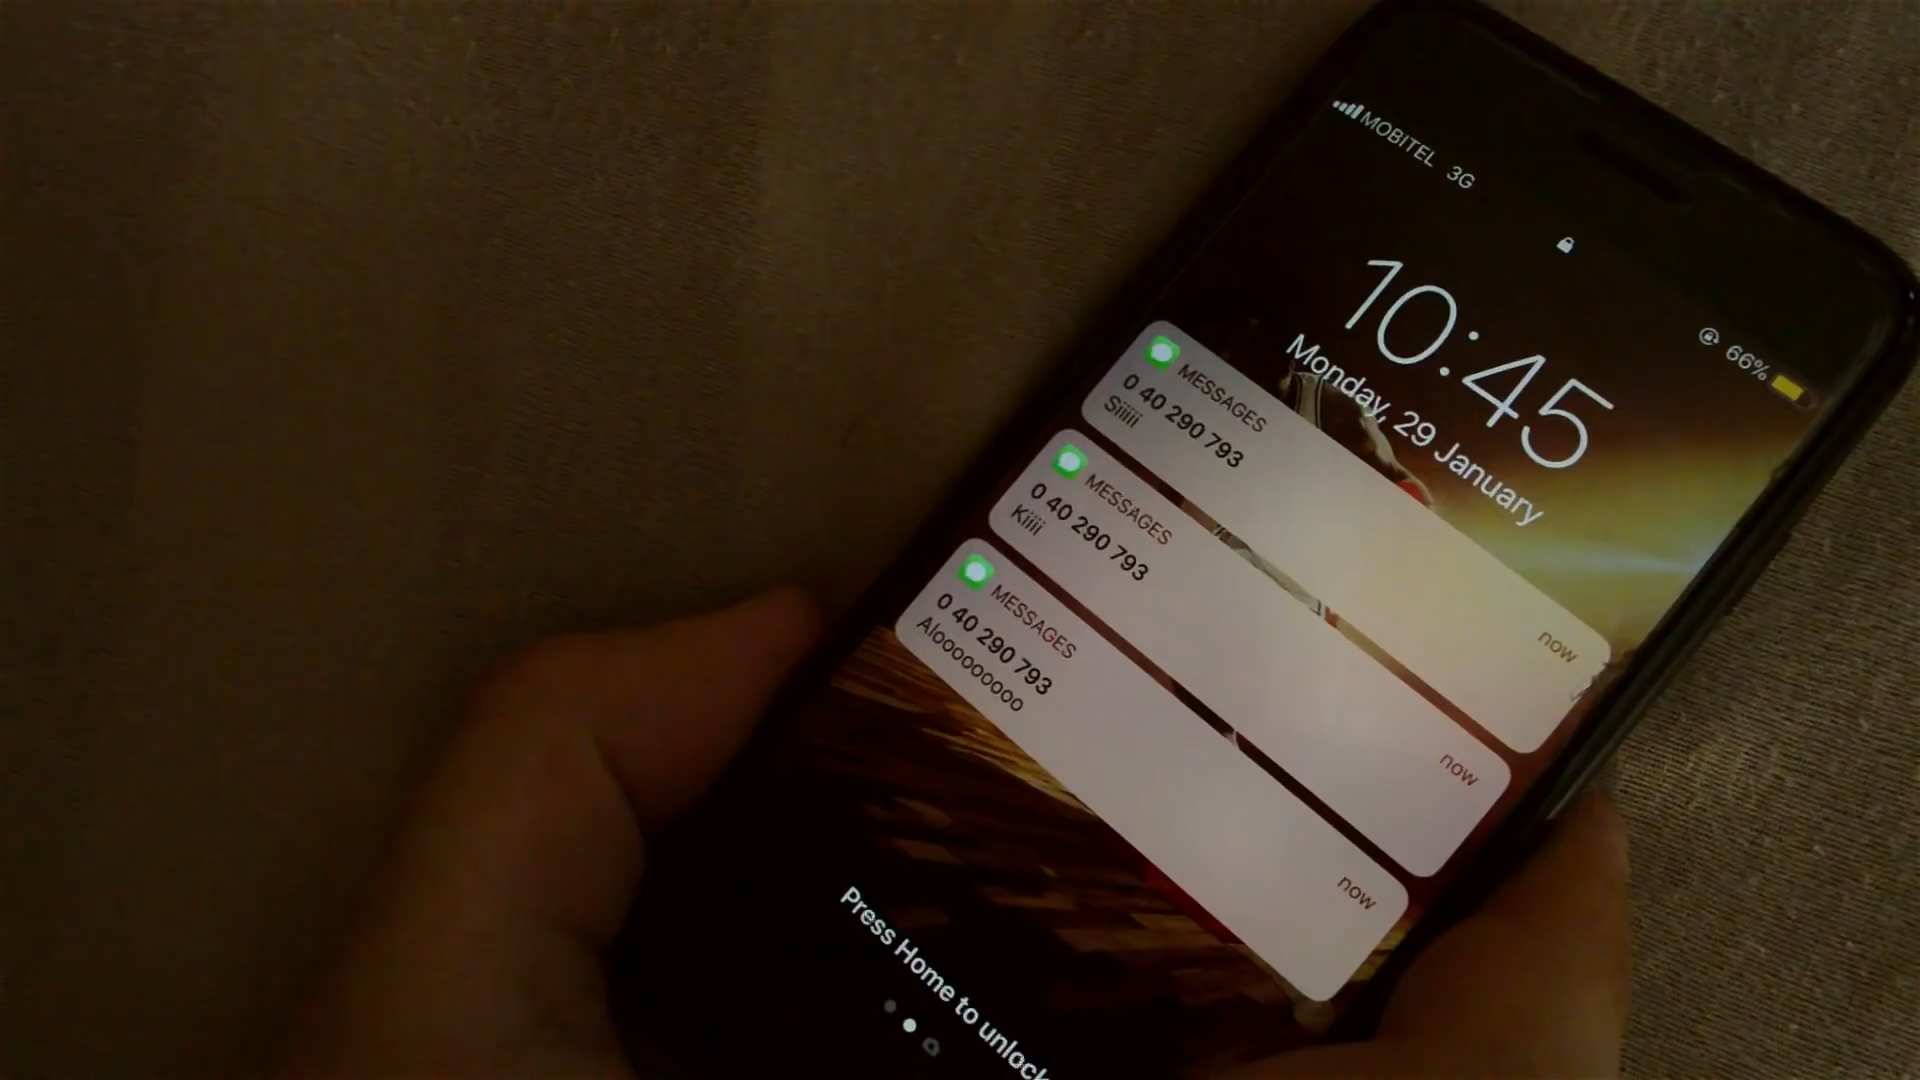 MOBITEL 3G
66%
10:45
Monday, 29 January
MESSAGES
now
0 40 290 793
Siiiii
MESSAGES
now
0 40 290 793
Kiiii
MESSAGES
now
0 40 290 793
Alooooooooo
Press Home to unlock